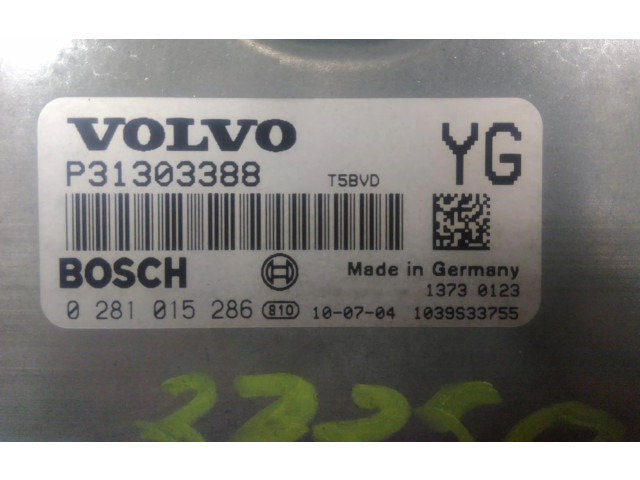 VOLVO
P31303388 T5BVD YG
BOSCH Made in Germany
1373 0123
0 281 015 286 810 10-07-04 1039S33755